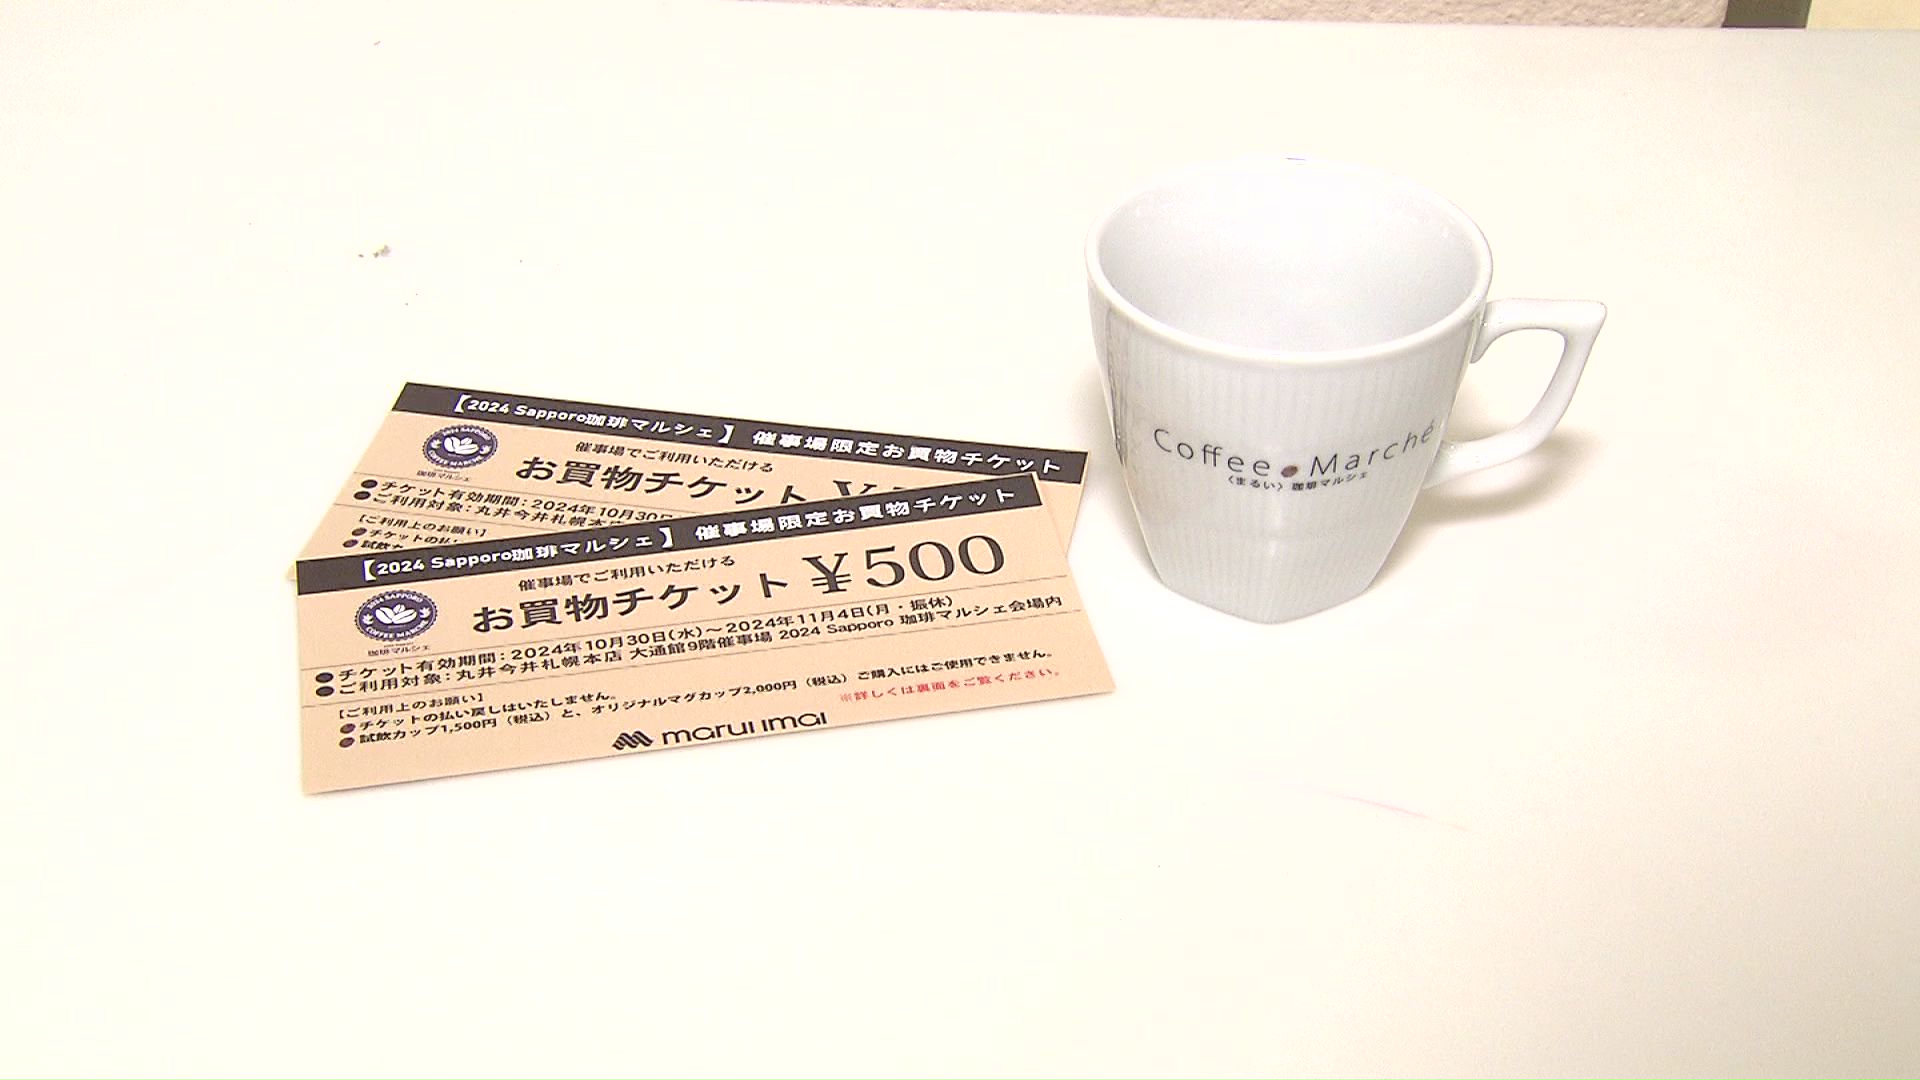 【2024 Sapporo珈琲マルシェ】 催事場限定お買物チケット
催事場でご利用いただける
お買物チケット
珈琲マルシェ
●チケット有効期間：2024年10月30日
●ご利用対象：丸井今井札幌本店
【ご利用上のお願い】
●チケットの払い
●試飲カ
【2024 Sapporo珈琲マルシェ】 催事場限定お買物チケット
催事場でご利用いただける
お買物チケット ￥500
2024 SAPPORO
COFFEE MARCHE
珈琲マルシェ
●チケット有効期間：2024年10月30日(水)～2024年11月4日(月・振休)
●ご利用対象：丸井今井札幌本店 大通館9階催事場 2024 Sapporo 珈琲マルシェ会場内
【ご利用上のお願い】
●チケットの払い戻しはいたしません。
●試飲カップ1,500円（税込）と、オリジナルマグカップ2,000円（税込）ご購入にはご使用できません。
※詳しくは裏面をご覧ください。
marui imai
Coffee●Marché
〈まるい〉珈琲マルシェ